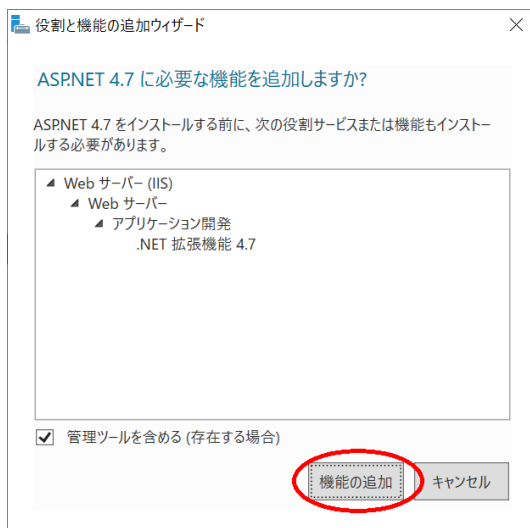 役割と機能の追加ウィザード
ASP.NET 4.7 に必要な機能を追加しますか?
ASP.NET 4.7 をインストールする前に、次の役割サービスまたは機能もインストー
ルする必要があります。
Web サーバー (IIS)
Web サーバー
アプリケーション開発
.NET 拡張機能 4.7
管理ツールを含める (存在する場合)
機能の追加
キャンセル